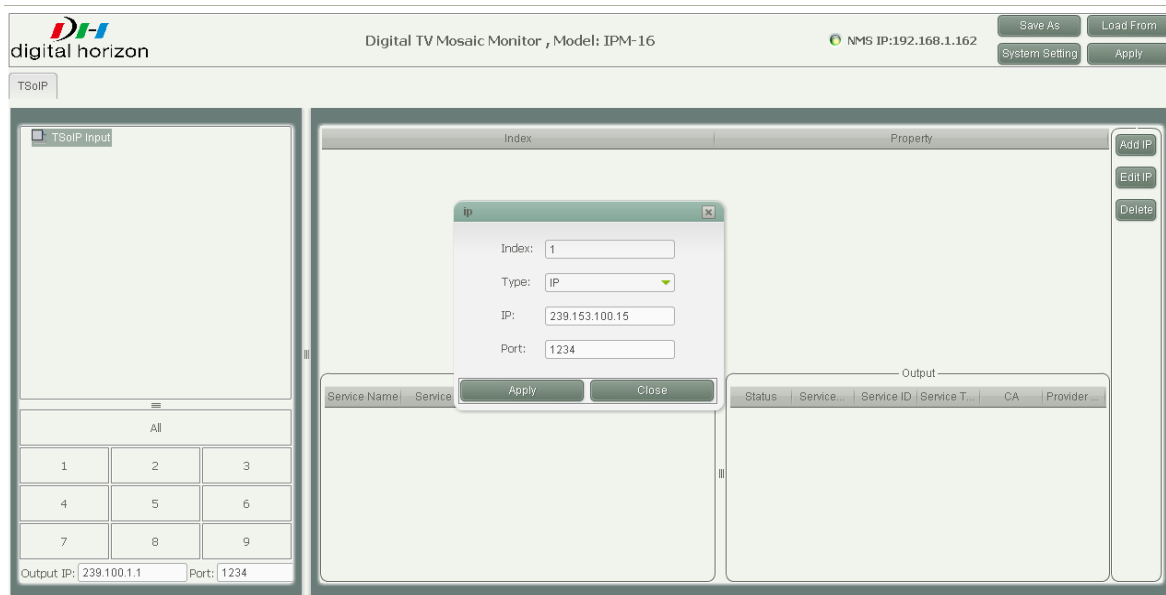 DH
digital horizon
Digital TV Mosaic Monitor , Model: IPM-16
NMS IP:192.168.1.162
Save As
Load From
System Setting
Apply
TSoIP
TSoIP Input
Index
Property
Add IP
Edit IP
Delete
ip
Index: 1
Type: IP
IP: 239.153.100.15
Port: 1234
Apply
Close
Service Name
Service
Output
Status
Service...
Service ID
Service T...
CA
Provider ...
All
1 2 3
4 5 6
7 8 9
Output IP: 239.100.1.1 Port: 1234